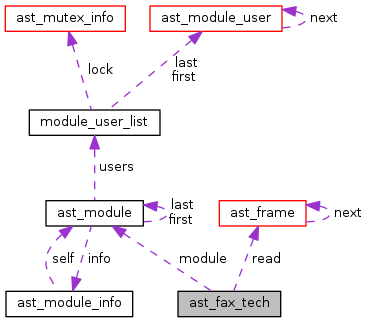 ast_mutex_info
ast_module_user
next
lock
last
first
module_user_list
users
ast_module
last
first
ast_frame
next
self
info
module
read
ast_module_info
ast_fax_tech